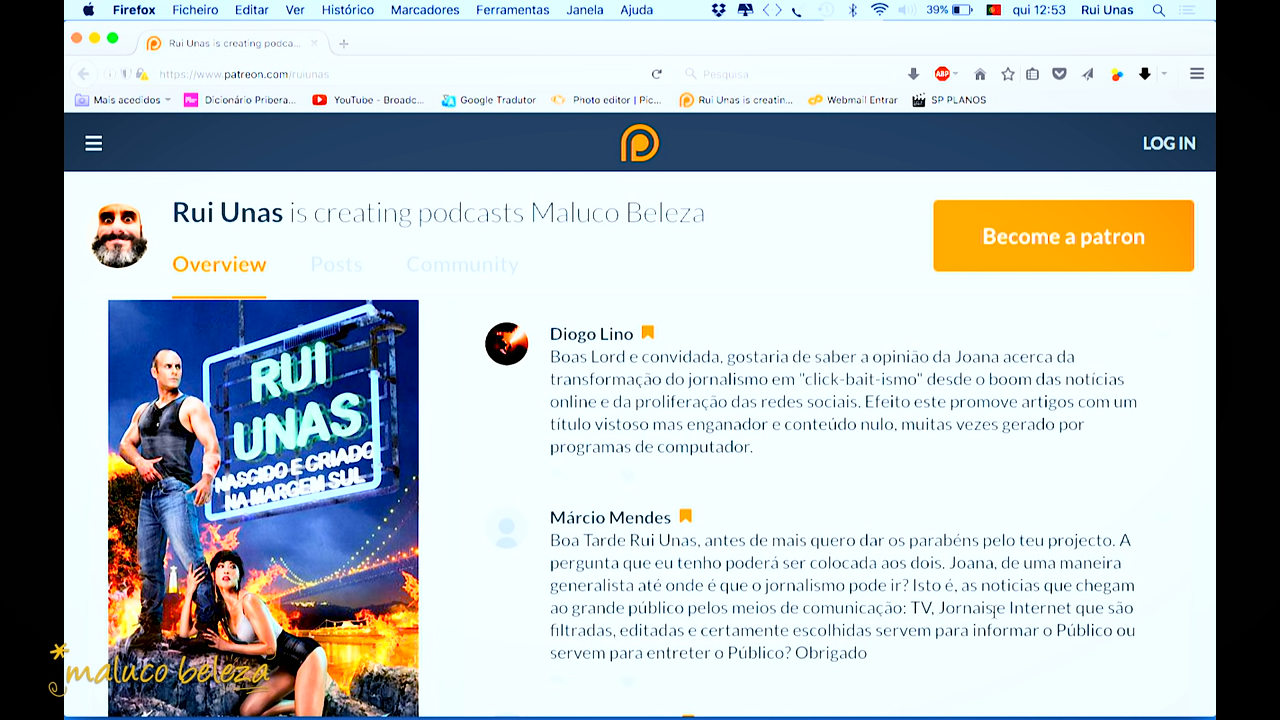 Firefox Ficheiro Editar Ver Histórico Marcadores Ferramentas Janela Ajuda 39% qui 12:53 Rui Unas
Rui Unas is creating podca...
https://www.patreon.com/ruiunas
Pesquisa
ABP
Mais acedidos Dicionário Pribera... YouTube - Broadc... Google Tradutor Photo editor | Pic... Rui Unas is creatin... Webmail Entrar SP PLANOS
LOG IN
Rui Unas is creating podcasts Maluco Beleza
Become a patron
Overview Posts Community
RUI
UNAS
NASCIDO E CRIADO
NA MARGEM SUL
Diogo Lino
Boas Lord e convidada, gostaria de saber a opinião da Joana acerca da
transformação do jornalismo em "click-bait-ismo" desde o boom das notícias
online e da proliferação das redes sociais. Efeito este promove artigos com um
título vistoso mas enganador e conteúdo nulo, muitas vezes gerado por
programas de computador.
Márcio Mendes
Boa Tarde Rui Unas, antes de mais quero dar os parabéns pelo teu projecto. A
pergunta que eu tenho poderá ser colocada aos dois. Joana, de uma maneira
generalista até onde é que o jornalismo pode ir? Isto é, as noticias que chegam
ao grande público pelos meios de comunicação: TV, Jornais e Internet que são
filtradas, editadas e certamente escolhidas servem para informar o Público ou
servem para entreter o Público? Obrigado
maluco beleza